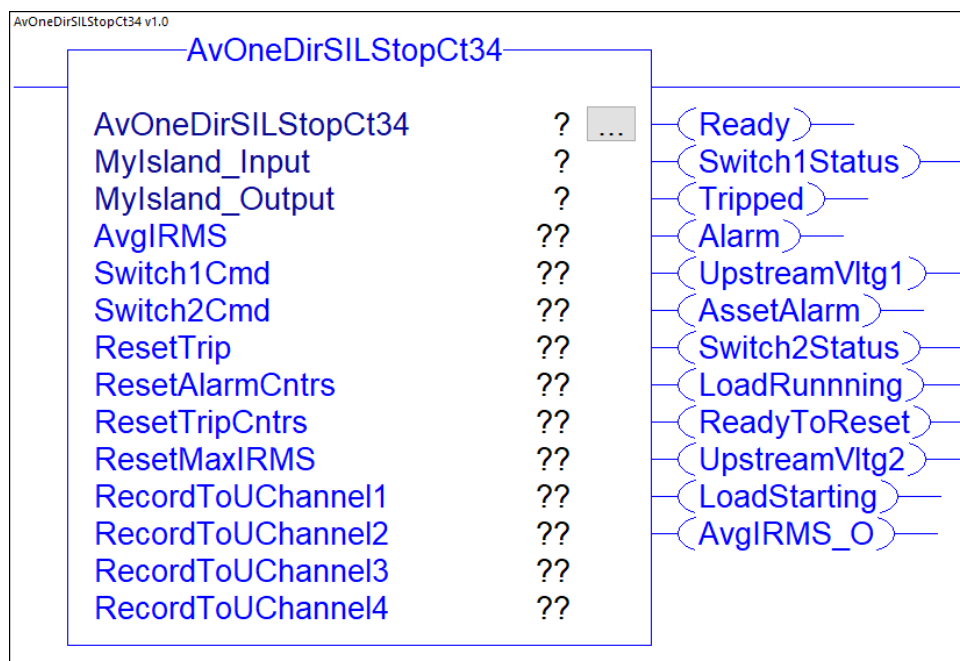 AvOneDirSILStopCt34 v1.0
AvOneDirSILStopCt34
AvOneDirSILStopCt34 ? ... Ready
MyIsland_Input ? Switch1Status
MyIsland_Output ? Tripped
AvgIRMS ?? Alarm
Switch1Cmd ?? UpstreamVltg1
Switch2Cmd ?? AssetAlarm
ResetTrip ?? Switch2Status
ResetAlarmCntrs ?? LoadRunnning
ResetTripCntrs ?? ReadyToReset
ResetMaxIRMS ?? UpstreamVltg2
RecordToUChannel1 ?? LoadStarting
RecordToUChannel2 ?? AvgIRMS_O
RecordToUChannel3 ??
RecordToUChannel4 ??